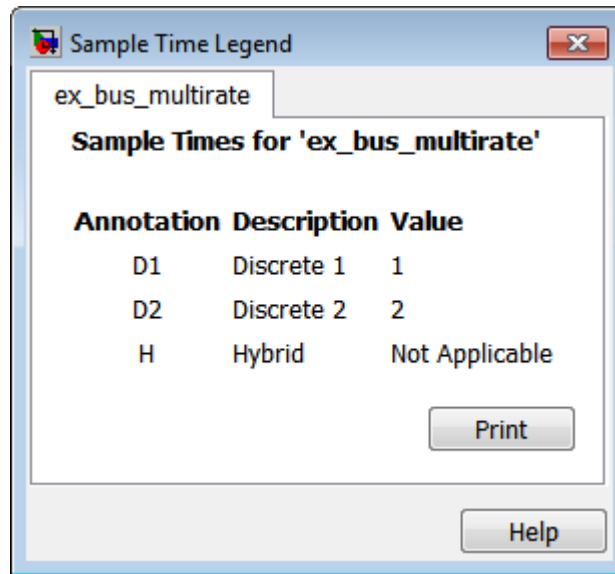 Sample Time Legend
ex_bus_multirate
Sample Times for 'ex_bus_multirate'
Annotation Description Value
D1 Discrete 1 1
D2 Discrete 2 2
H Hybrid Not Applicable
Print
Help